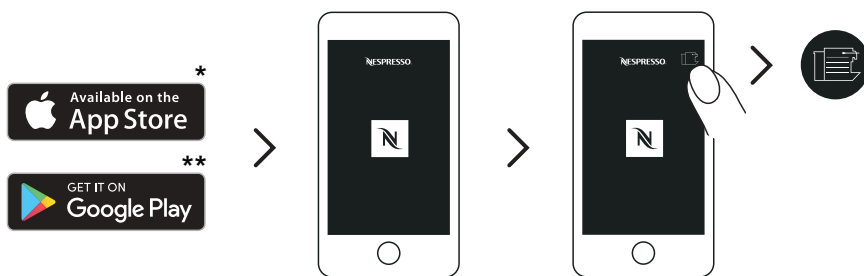 *
Available on the
App Store
**
GET IT ON
Google Play
NESPRESSO
N
NESPRESSO
N